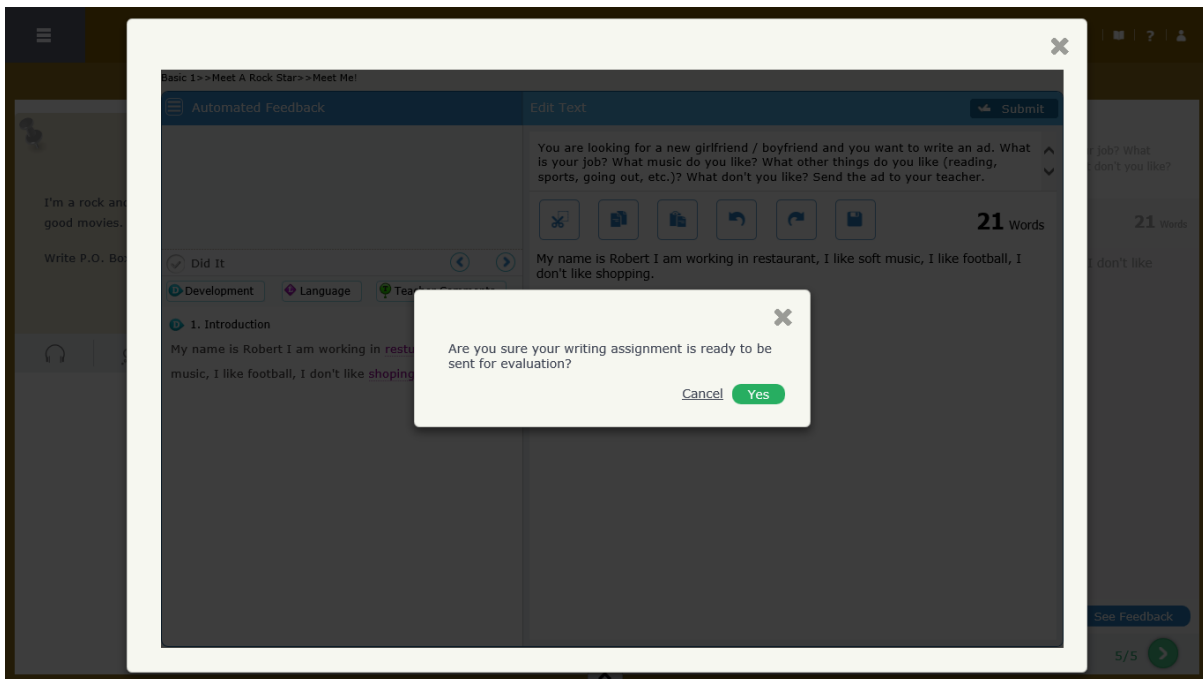 Basic 1>>Meet A Rock Star>>Meet Me!
Automated Feedback
Edit Text
Submit
You are looking for a new girlfriend / boyfriend and you want to write an ad. What
is your job? What music do you like? What other things do you like (reading,
sports, going out, etc.)? What don't you like? Send the ad to your teacher.
21 Words
My name is Robert I am working in restaurant, I like soft music, I like football, I
don't like shopping.
Did It
Development
Language
D 1. Introduction
My name is Robert I am working in restu
music, I like football, I don't like shoping
Are you sure your writing assignment is ready to be
sent for evaluation?
Cancel
Yes
I'm a rock and
good movies.
Write P.O. Bo
?
r job? What
don't you like?
21 Words
I don't like
See Feedback
5/5